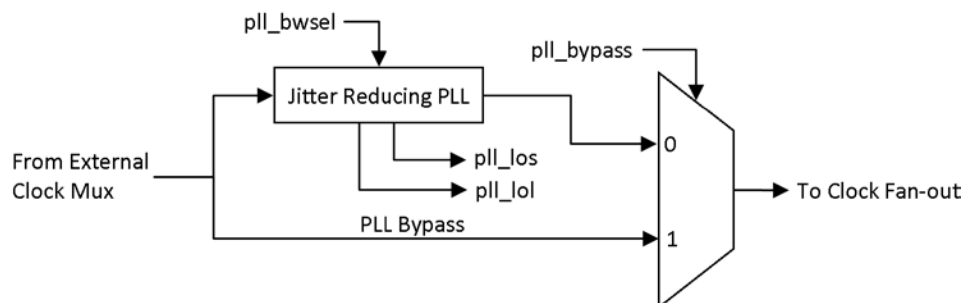 pll_bwsel
pll_bypass
Jitter Reducing PLL
0
From External
Clock Mux
pll_los
pll_lol
To Clock Fan-out
PLL Bypass
1